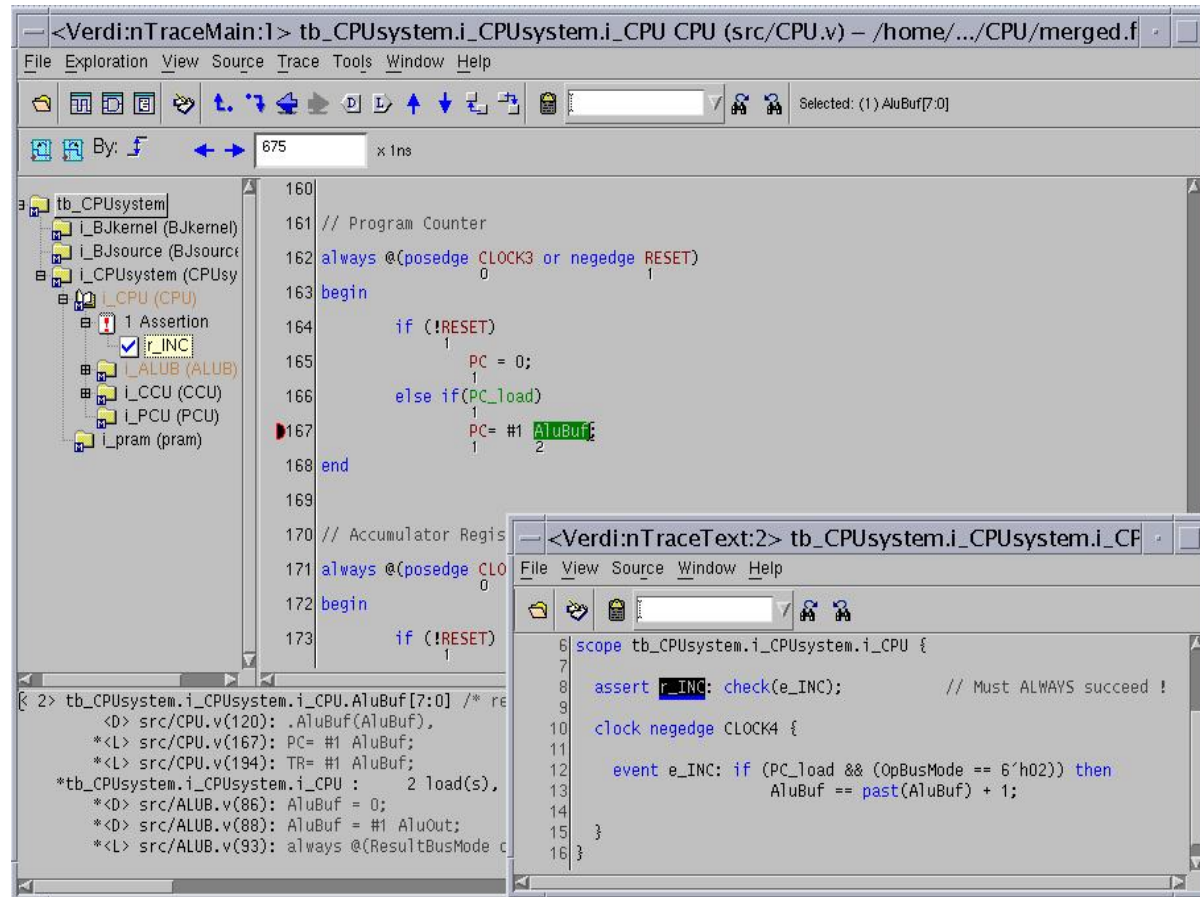 <Verdi:nTraceMain:1> tb_CPUsystem.i_CPUsystem.i_CPU CPU (src/CPU.v) – /home/.../CPU/merged.f
File Exploration View Source Trace Tools Window Help
Selected: (1) AluBuf[7:0]
By: 675 x 1ns
tb_CPUsystem
i_BJkernel (BJkernel)
i_BJsource (BJsource
i_CPUsystem (CPUsy
i_CPU (CPU)
1 Assertion
r_INC
i_ALUB (ALUB)
i_CCU (CCU)
i_PCU (PCU)
i_pram (pram)
160
161 // Program Counter
162 always @(posedge CLOCK3 or negedge RESET)
0 1
163 begin
164 if (!RESET)
1
165 PC = 0;
1
166 else if(PC_load)
1
167 PC= #1 AluBuf;
1 2
168 end
169
170 // Accumulator Regis
171 always @(posedge CLO
0
172 begin
173 if (!RESET)
1
< 2> tb_CPUsystem.i_CPUsystem.i_CPU.AluBuf[7:0] /* re
<D> src/CPU.v(120): .AluBuf(AluBuf),
*<L> src/CPU.v(167): PC= #1 AluBuf;
*<L> src/CPU.v(194): TR= #1 AluBuf;
*tb_CPUsystem.i_CPUsystem.i_CPU : 2 load(s),
*<D> src/ALUB.v(86): AluBuf = 0;
*<D> src/ALUB.v(88): AluBuf = #1 AluOut;
*<L> src/ALUB.v(93): always @(ResultBusMode o
<Verdi:nTraceText:2> tb_CPUsystem.i_CPUsystem.i_CP
File View Source Window Help
6 scope tb_CPUsystem.i_CPUsystem.i_CPU {
7
8 assert r_INC: check(e_INC); // Must ALWAYS succeed !
9
10 clock negedge CLOCK4 {
11
12 event e_INC: if (PC_load && (OpBusMode == 6'h02)) then
13 AluBuf == past(AluBuf) + 1;
14
15 }
16 }